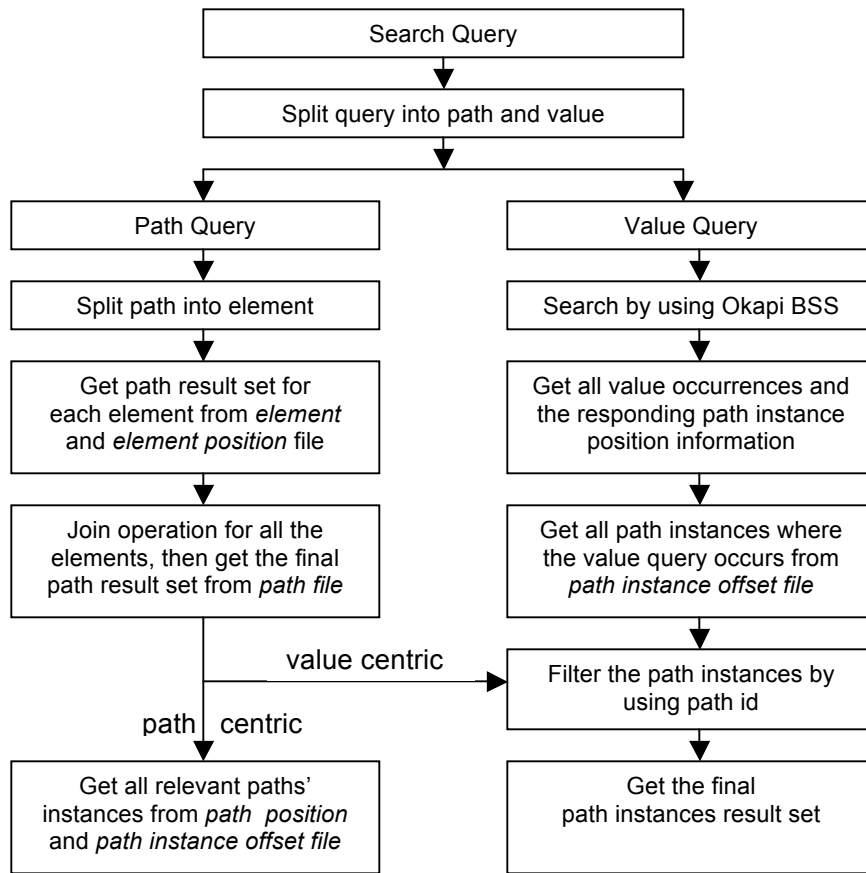 Search Query
Split query into path and value
Path Query
Value Query
Split path into element
Search by using Okapi BSS
Get path result set for
each element from element
and element position file
Get all value occurrences and
the responding path instance
position information
Join operation for all the
elements, then get the final
path result set from path file
Get all path instances where
the value query occurs from
path instance offset file
value centric
Filter the path instances by
using path id
path centric
Get all relevant paths'
instances from path position
and path instance offset file
Get the final
path instances result set